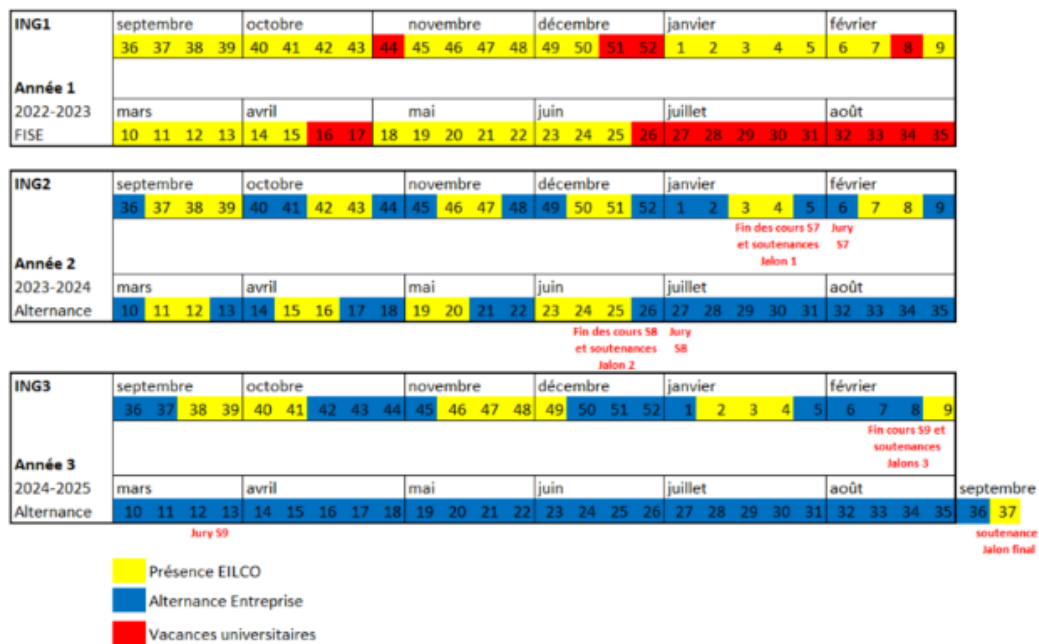 ING1 septembre octobre novembre décembre janvier février
36 37 38 39 40 41 42 43 44 45 46 47 48 49 50 51 52 1 2 3 4 5 6 7 8 9
Année 1
2022-2023 mars avril mai juin juillet août
FISE 10 11 12 13 14 15 16 17 18 19 20 21 22 23 24 25 26 27 28 29 30 31 32 33 34 35
ING2 septembre octobre novembre décembre janvier février
36 37 38 39 40 41 42 43 44 45 46 47 48 49 50 51 52 1 2 3 4 5 6 7 8 9
Fin des cours S7 Jury
et soutenances S7
Jalon 1
Année 2
2023-2024 mars avril mai juin juillet août
Alternance 10 11 12 13 14 15 16 17 18 19 20 21 22 23 24 25 26 27 28 29 30 31 32 33 34 35
Fin des cours S8 Jury
et soutenances S8
Jalon 2
ING3 septembre octobre novembre décembre janvier février
36 37 38 39 40 41 42 43 44 45 46 47 48 49 50 51 52 1 2 3 4 5 6 7 8 9
Fin cours S9 et
soutenances
Jalons 3
Année 3
2024-2025 mars avril mai juin juillet août septembre
Alternance 10 11 12 13 14 15 16 17 18 19 20 21 22 23 24 25 26 27 28 29 30 31 32 33 34 35 36 37
Jury S9 soutenance
Jalon final
Présence EILCO
Alternance Entreprise
Vacances universitaires